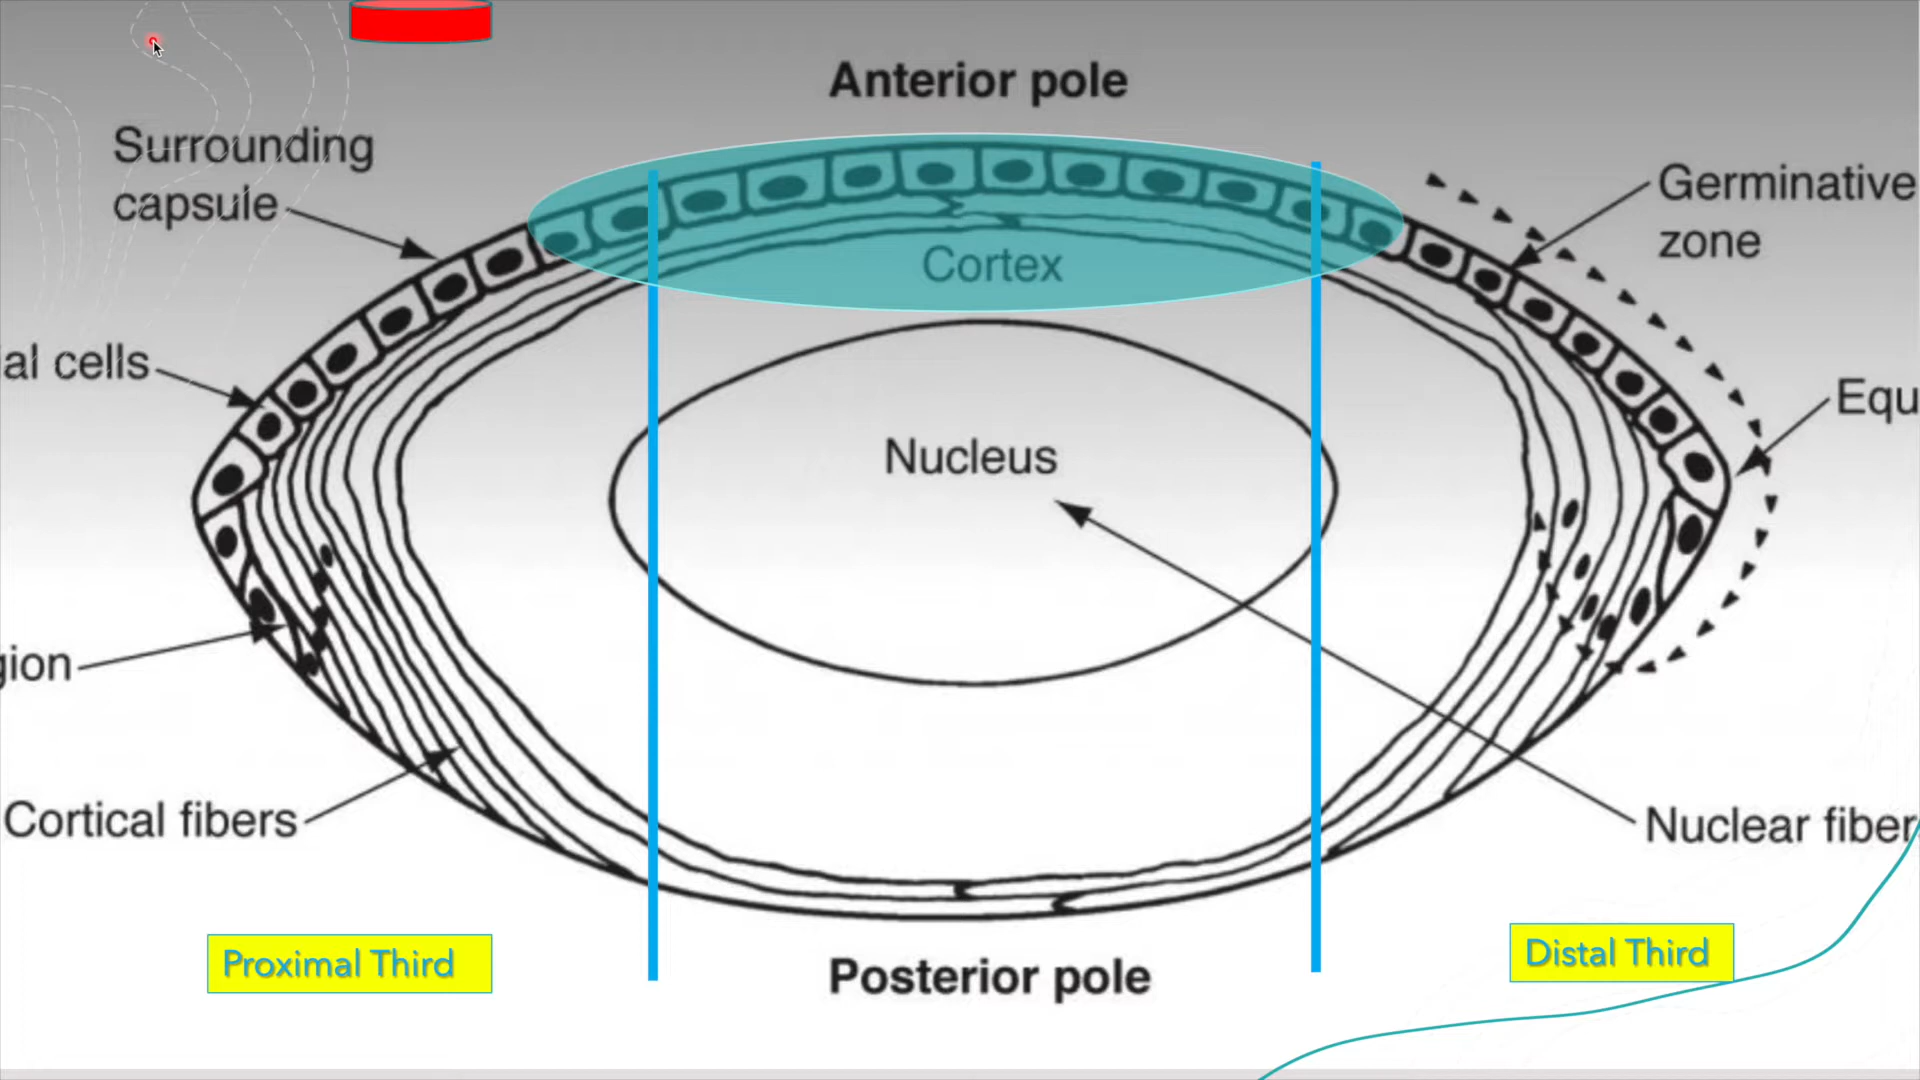 Anterior pole
Surrounding
capsule
Germinative
zone
Cortex
ial cells
Equ
Nucleus
gion
Cortical fibers
Nuclear fiber
Proximal Third
Distal Third
Posterior pole